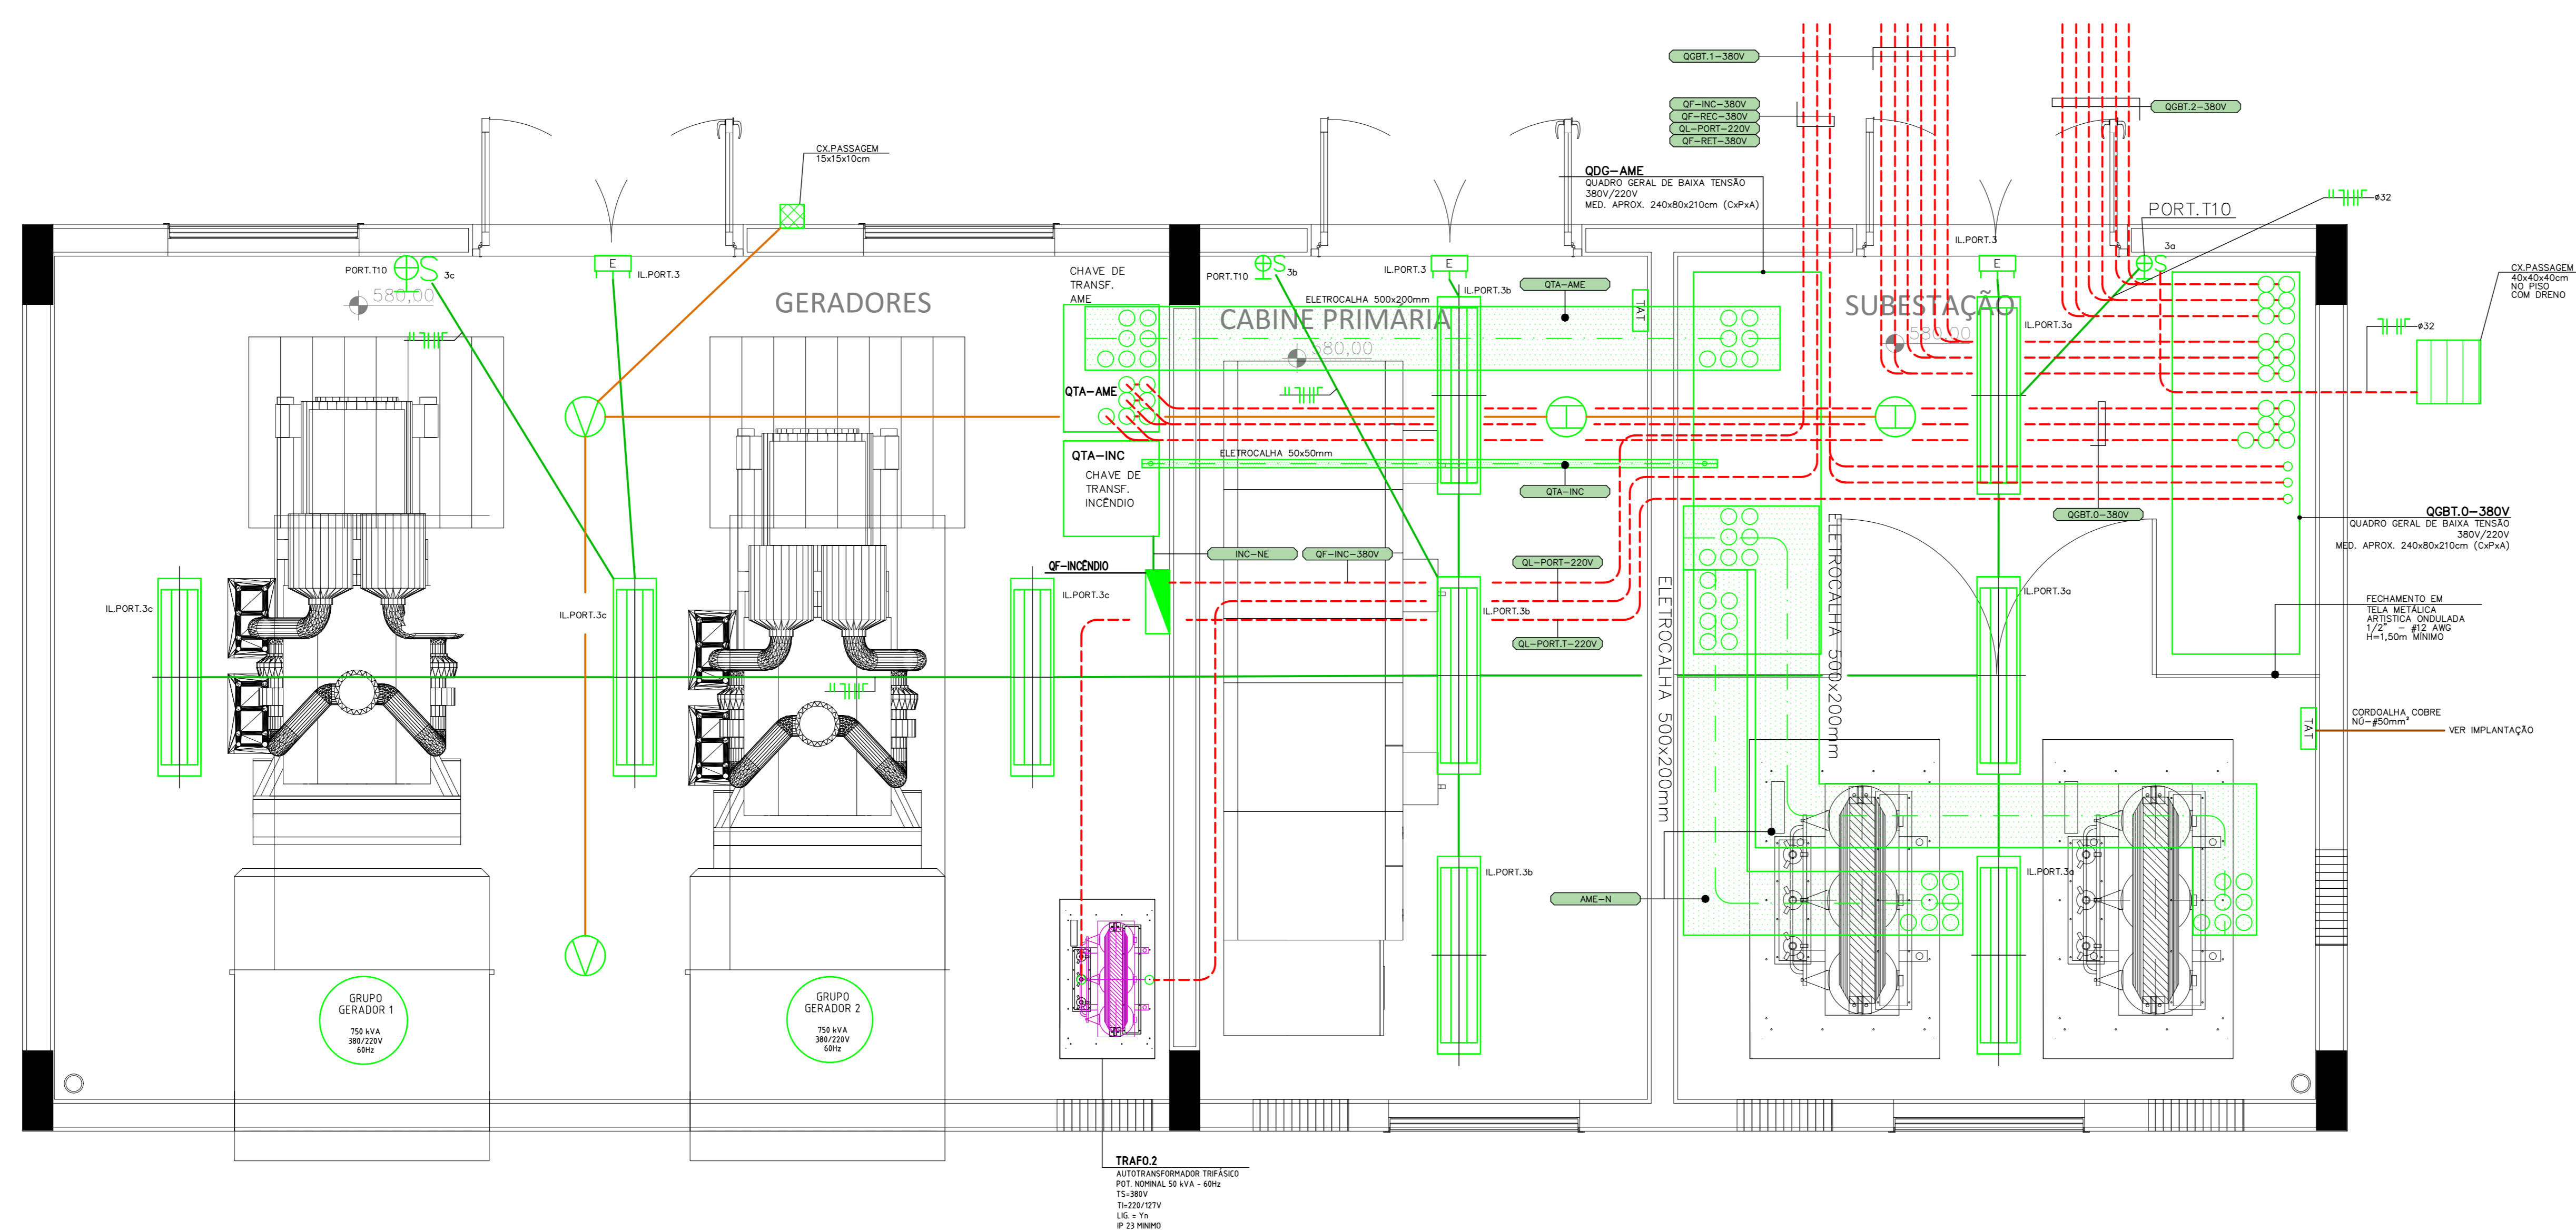 QGBT.1-380V
QF-INC-380V
QF-REC-380V
QL-PORT-220V
QF-RET-380V
QGBT.2-380V
CX.PASSAGEM
15x15x10cm
QDG-AME
QUADRO GERAL DE BAIXA TENSÃO
380V/220V
MED. APROX. 240x80x210cm (CxPxA)
ø32
PORT.T10
3a
IL.PORT.3
PORT.T10
3c
E
IL.PORT.3
580,00
GERADORES
CHAVE DE
TRANSF.
AME
PORT.T10
3b
IL.PORT.3
E
IL.PORT.3b
ELETROCALHA 500x200mm
QTA-AME
TAT
CABINE PRIMÁRIA
580,00
E
SUBESTAÇÃO
580,00
IL.PORT.3a
CX.PASSAGEM
40x40x40cm
NO PISO
COM DRENO
ø32
QTA-AME
QTA-INC
CHAVE DE
TRANSF.
INCÊNDIO
ELETROCALHA 50x50mm
QTA-INC
QGBT.0-380V
QGBT.0-380V
QUADRO GERAL DE BAIXA TENSÃO
380V/220V
MED. APROX. 240x80x210cm (CxPxA)
INC-NE
QF-INC-380V
QL-PORT-220V
QF-INCÊNDIO
IL.PORT.3c
IL.PORT.3c
IL.PORT.3c
IL.PORT.3b
QL-PORT.T-220V
ELETROCALHA 500x200mm
ELETROCALHA 500x200mm
IL.PORT.3a
FECHAMENTO EM
TELA METÁLICA
ARTISTICA ONDULADA
1/2" - #12 AWG
H=1,50m MÍNIMO
TAT
CORDOALHA COBRE
NÚ-#50mm²
VER IMPLANTAÇÃO
IL.PORT.3b
AME-N
IL.PORT.3a
GRUPO
GERADOR 1
750 kVA
380/220V
60Hz
GRUPO
GERADOR 2
750 kVA
380/220V
60Hz
TRAFO.2
AUTOTRANSFORMADOR TRIFÁSICO
POT. NOMINAL 50 kVA - 60Hz
TS=380V
TI=220/127V
LIG. = Yn
IP 23 MINIMO